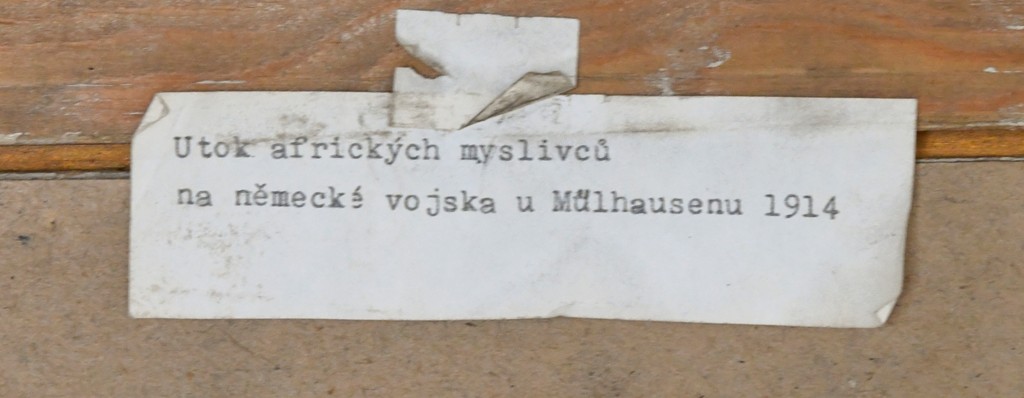 Utok afrických myslivců
na německé vojska u Můlhausenu 1914